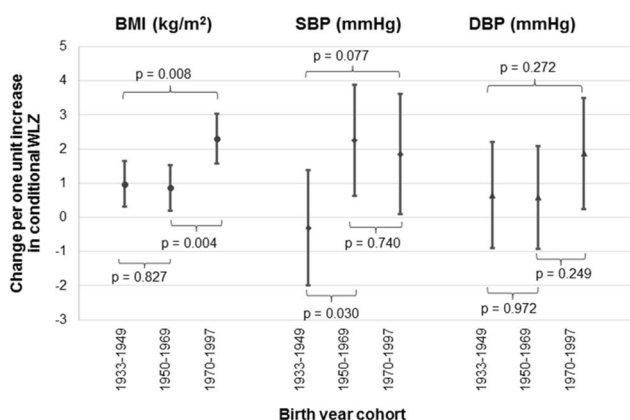 BMI (kg/m²) SBP (mmHg) DBP (mmHg)
Change per one unit increase
in conditional WLZ
5
4
3
2
1
0
-1
-2
-3
p = 0.008
p = 0.004
p = 0.827
p = 0.077
p = 0.740
p = 0.030
p = 0.272
p = 0.249
p = 0.972
1933-1949
1950-1969
1970-1997
1933-1949
1950-1969
1970-1997
1933-1949
1950-1969
1970-1997
Birth year cohort